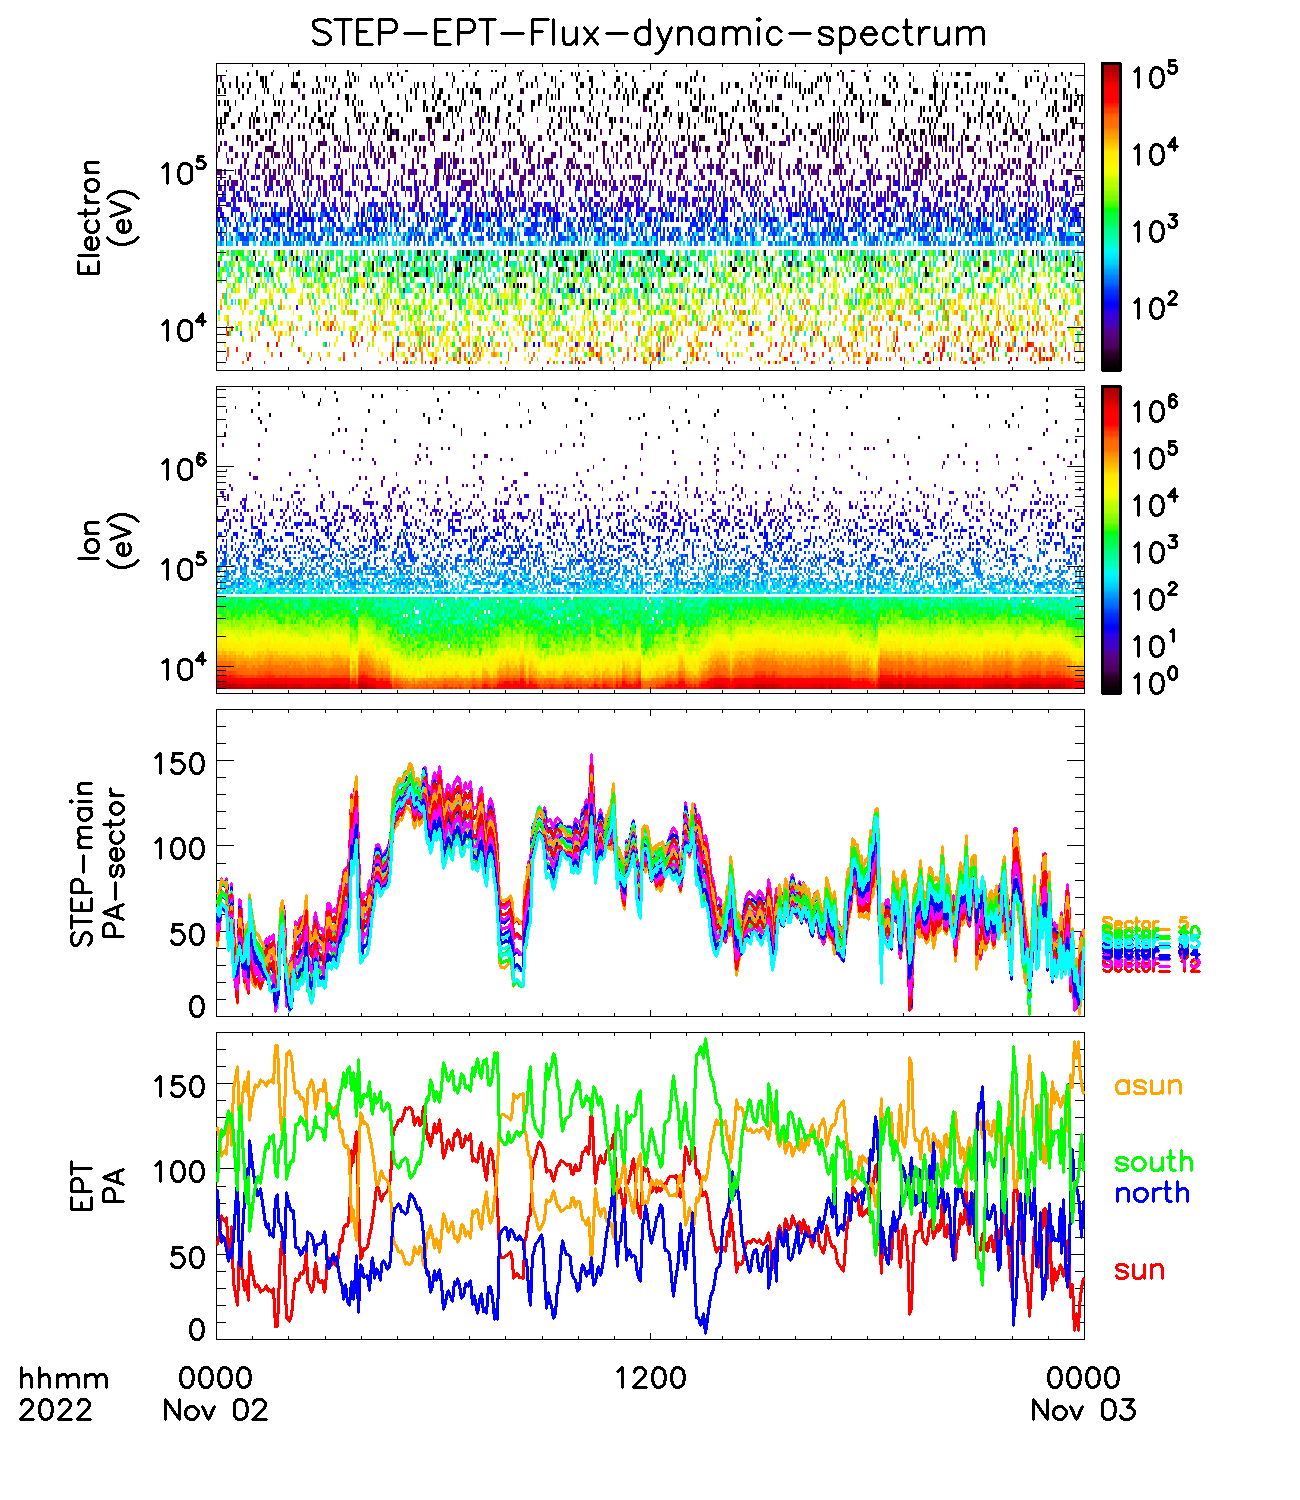 STEP-EPT-Flux-dynamic-spectrum
Electron
(eV)
10^5
10^4
10^5
10^4
10^3
10^2
Ion
(eV)
10^6
10^5
10^4
10^6
10^5
10^4
10^3
10^2
10^1
10^0
STEP-main
PA-sector
150
100
50
0
Sector_ 5
Sector_ 12
EPT
PA
150
100
50
0
asun
south
north
sun
hhmm
2022
0000
Nov 02
1200
0000
Nov 03